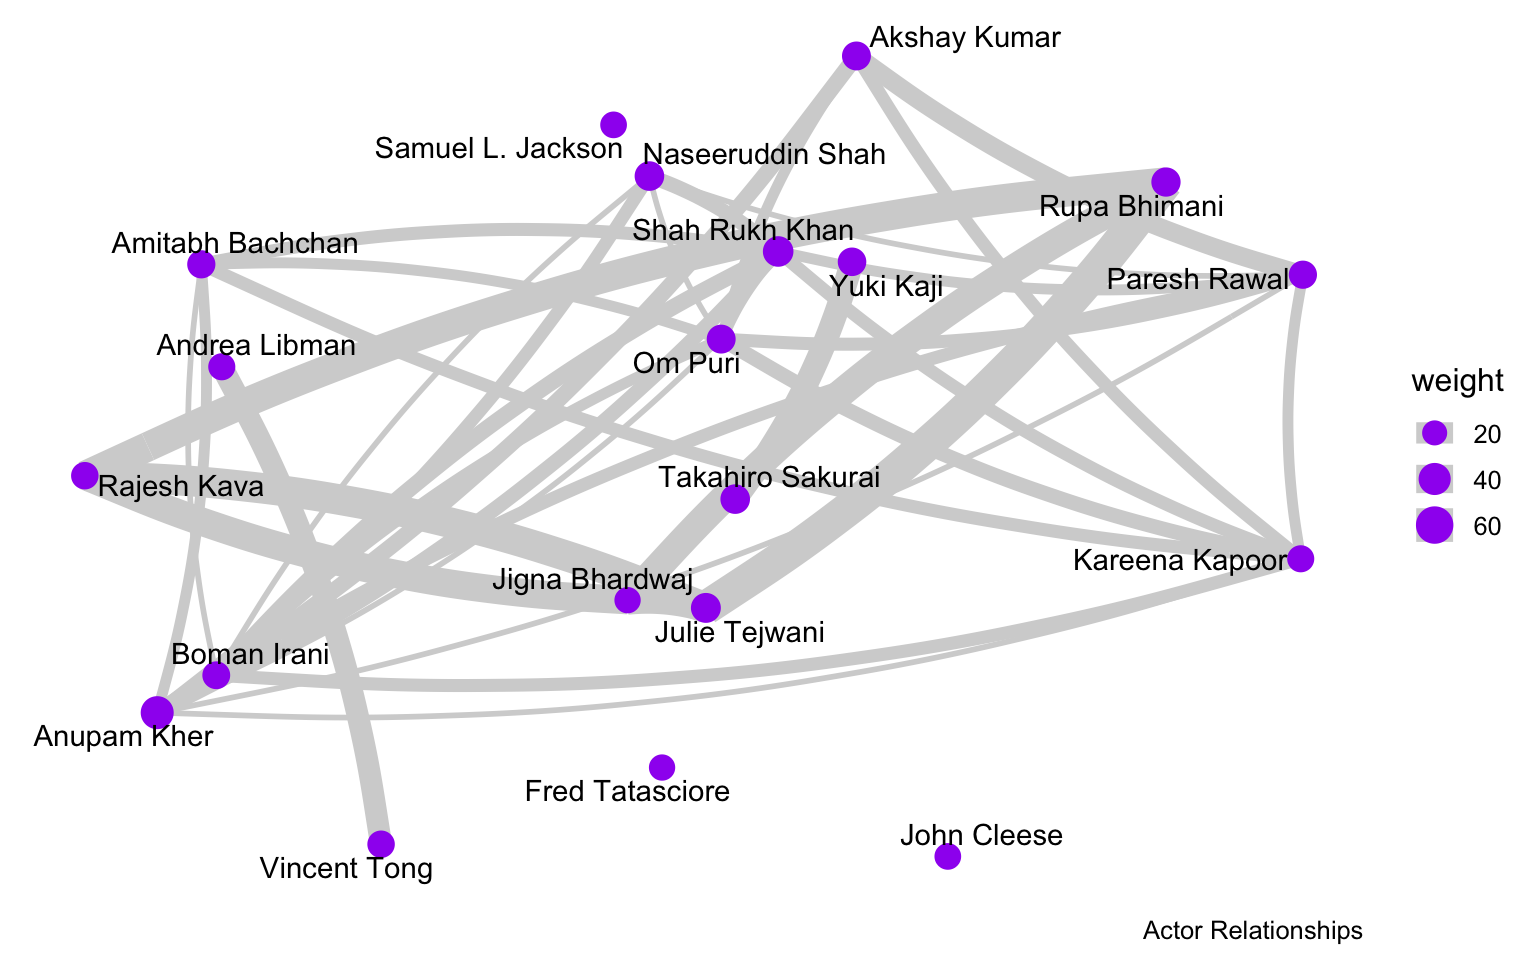 Akshay Kumar
Samuel L. Jackson
Naseeruddin Shah
Rupa Bhimani
Shah Rukh Khan
Amitabh Bachchan
Paresh Rawal
Yuki Kaji
Andrea Libman
Om Puri
weight
20
40
60
Takahiro Sakurai
Rajesh Kava
Kareena Kapoor
Jigna Bhardwaj
Julie Tejwani
Boman Irani
Anupam Kher
Fred Tatasciore
John Cleese
Vincent Tong
Actor Relationships